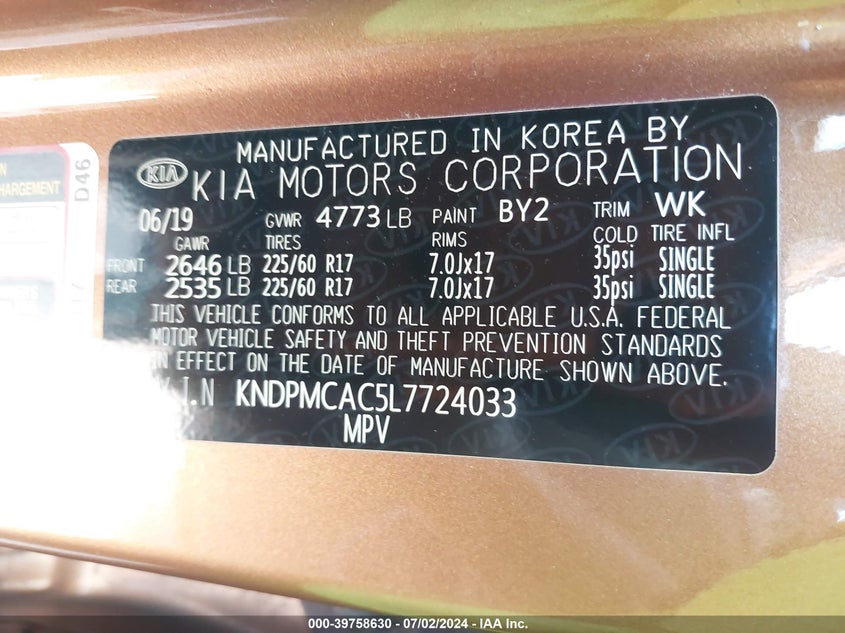 MANUFACTURED IN KOREA BY
KIA KIA MOTORS CORPORATION
06/19 GVWR 4773 LB PAINT BY2 TRIM WK
GAWR TIRES RIMS COLD TIRE INFL
FRONT 2646 LB 225/60 R17 7.0Jx17 35psi SINGLE
REAR 2535 LB 225/60 R17 7.0Jx17 35psi SINGLE
THIS VEHICLE CONFORMS TO ALL APPLICABLE U.S.A. FEDERAL
MOTOR VEHICLE SAFETY AND THEFT PREVENTION STANDARDS
IN EFFECT ON THE DATE OF MANUFACTURE SHOWN ABOVE.
V.I.N KNDPMCAC5L7724033
MPV
D46
000-39758630 - 07/02/2024 - IAA Inc.